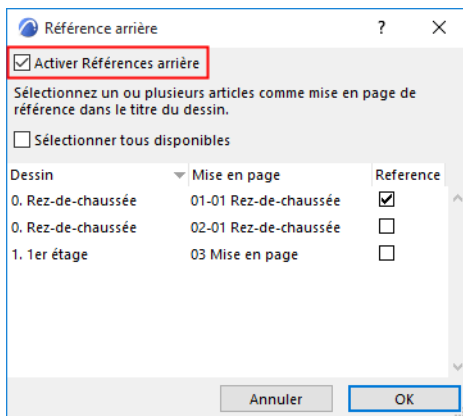 Référence arrière
?
Activer Références arrière
Sélectionnez un ou plusieurs articles comme mise en page de
référence dans le titre du dessin.
Sélectionner tous disponibles
Dessin Mise en page Reference
0. Rez-de-chaussée 01-01 Rez-de-chaussée
0. Rez-de-chaussée 02-01 Rez-de-chaussée
1. 1er étage 03 Mise en page
Annuler OK